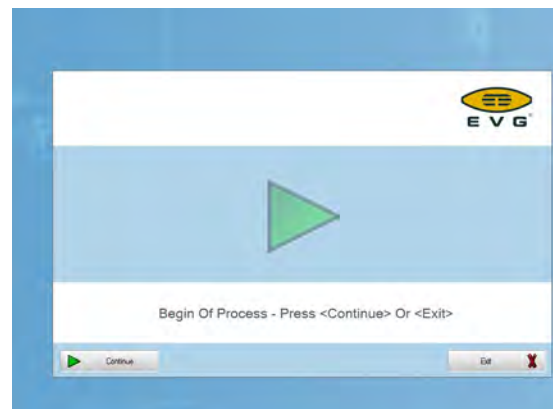 EVG
Begin Of Process - Press <Continue> Or <Exit>
Continue
Exit